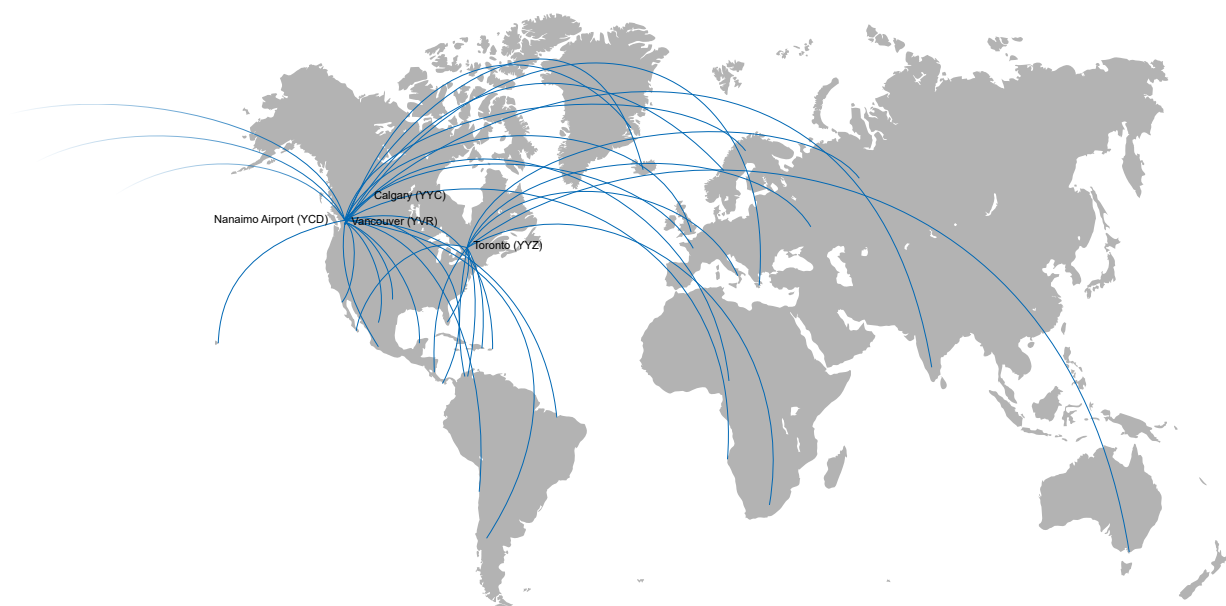 Calgary (YYC)
Nanaimo Airport (YCD)
Vancouver (YVR)
Toronto (YYZ)